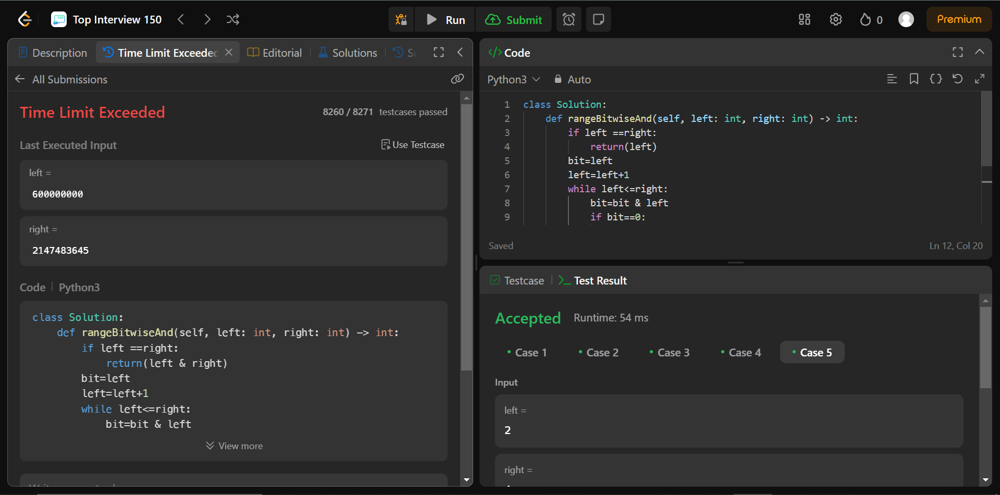 Top Interview 150
Run
Submit
0
Premium
Description
Time Limit Exceeded
Editorial
Solutions
All Submissions
Time Limit Exceeded
8260 / 8271 testcases passed
Last Executed Input
Use Testcase
left =
600000000
right =
2147483645
Code
Python3
class Solution:
def rangeBitwiseAnd(self, left: int, right: int) -> int:
if left ==right:
return(left & right)
bit=left
left=left+1
while left<=right:
bit=bit & left
View more
</> Code
Python3
Auto
1 class Solution:
2 def rangeBitwiseAnd(self, left: int, right: int) -> int:
3 if left ==right:
4 return(left)
5 bit=left
6 left=left+1
7 while left<=right:
8 bit=bit & left
9 if bit==0:
Saved
Ln 12, Col 20
Testcase
Test Result
Accepted
Runtime: 54 ms
Case 1
Case 2
Case 3
Case 4
Case 5
Input
left =
2
right =